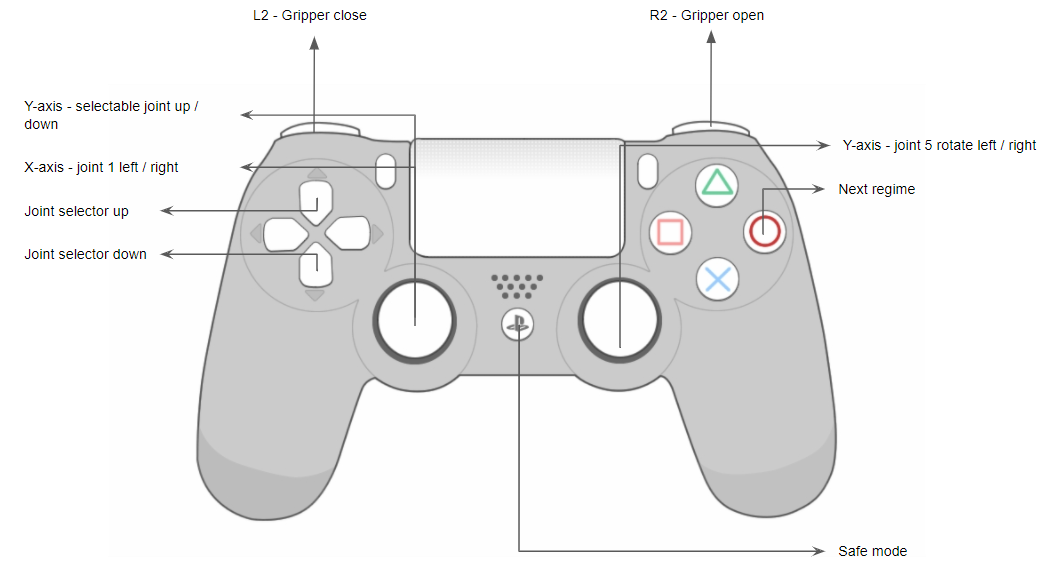 L2 - Gripper close
R2 - Gripper open
Y-axis - selectable joint up /
down
Y-axis - joint 5 rotate left / right
X-axis - joint 1 left / right
Next regime
Joint selector up
Joint selector down
Safe mode